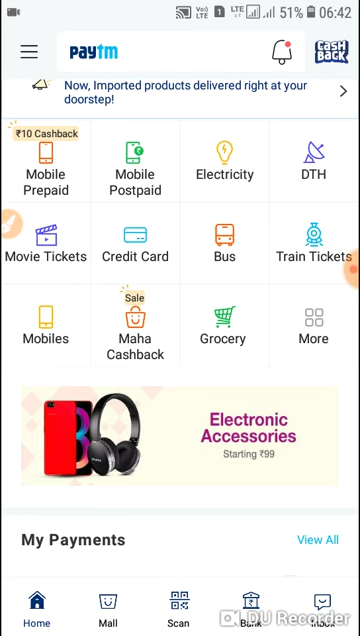 Vo))
LTE
1
LTE
51%
06:42
paytm
CASH
BACK
Now, Imported products delivered right at your
doorstep!
₹10 Cashback
Mobile
Prepaid
Mobile
Postpaid
Electricity
DTH
Movie Tickets
Credit Card
Bus
Train Tickets
Mobiles
Sale
Maha
Cashback
Grocery
More
Electronic
Accessories
Starting ₹99
My Payments
View All
Home
Mall
Scan
Bank
Inbox
DU Recorder